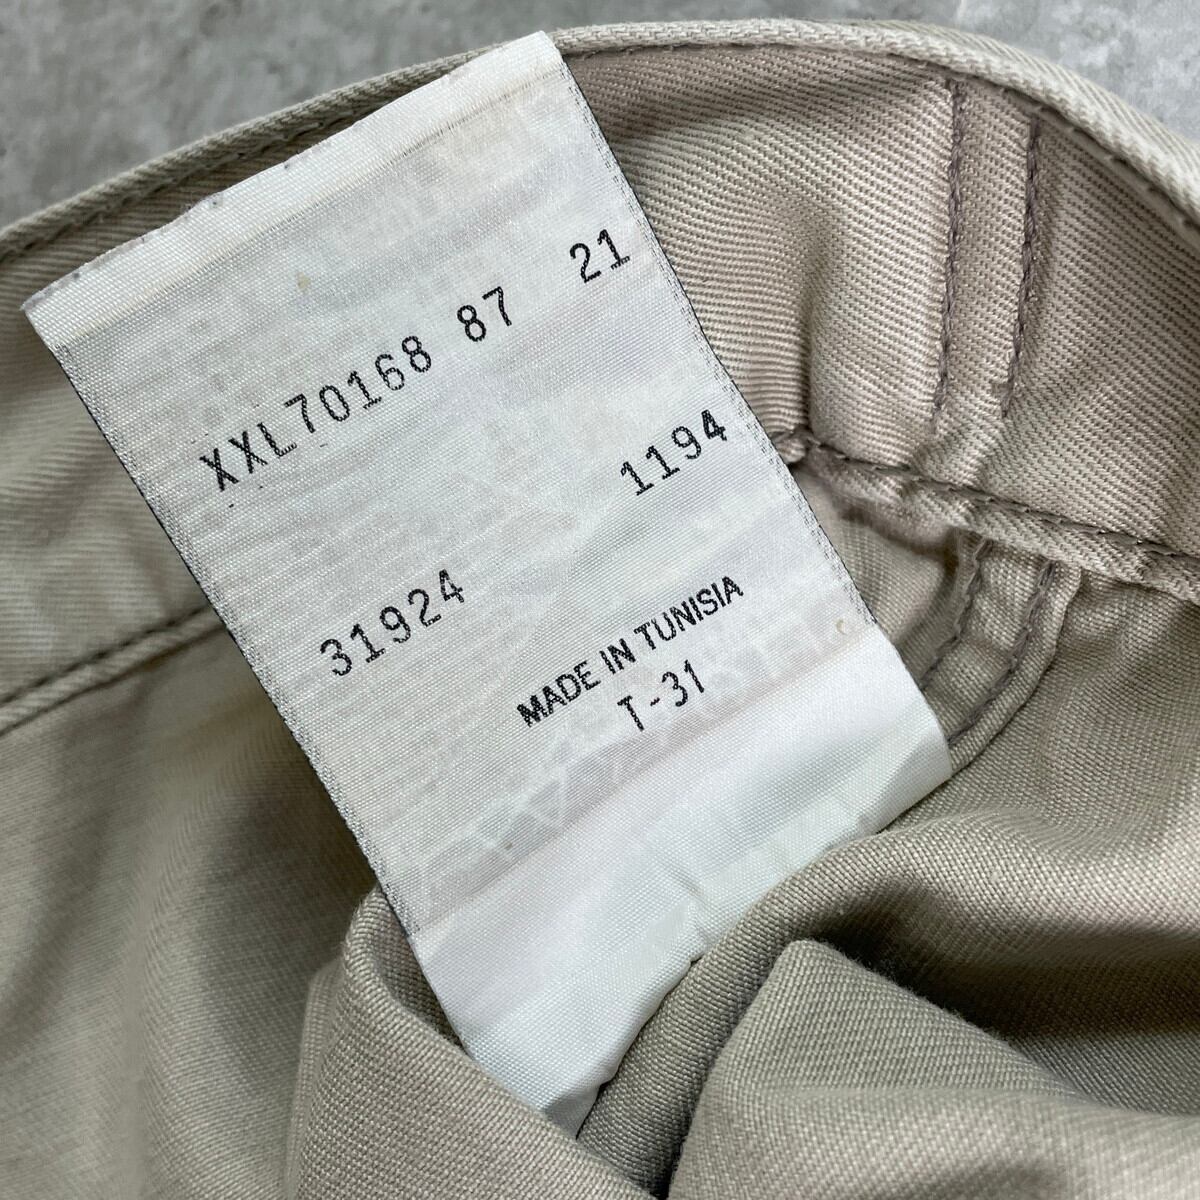 XXL70168 87 21
1194
31924
MADE IN TUNISIA
T-31